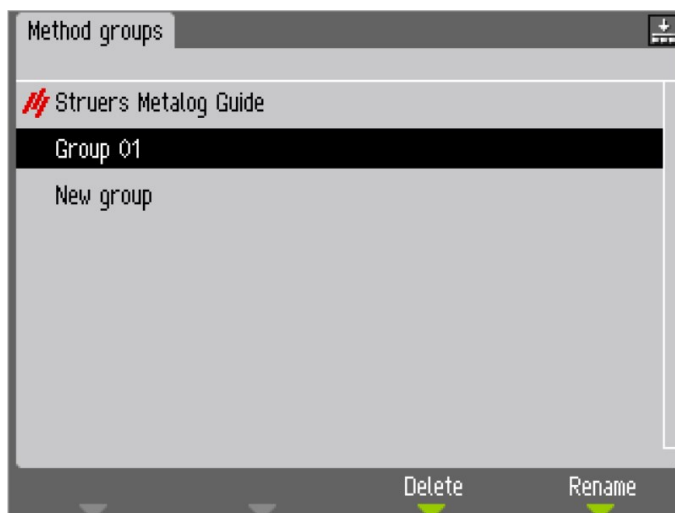 Method groups
Struers Metalog Guide
Group 01
New group
Delete Rename